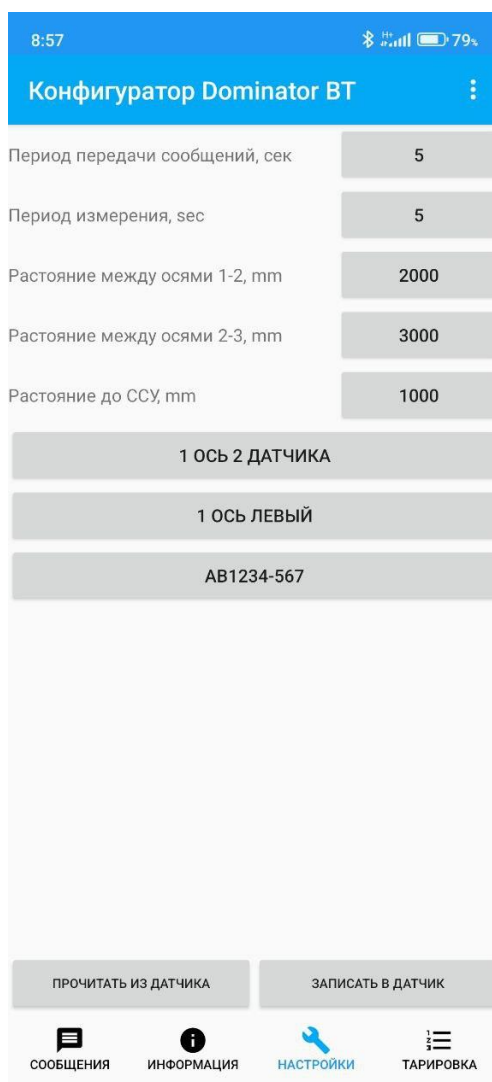 8:57 H+ 79%
Конфигуратор Dominator BT
Период передачи сообщений, сек 5
Период измерения, sec 5
Растояние между осями 1-2, mm 2000
Растояние между осями 2-3, mm 3000
Растояние до ССУ, mm 1000
1 ОСЬ 2 ДАТЧИКА
1 ОСЬ ЛЕВЫЙ
AB1234-567
ПРОЧИТАТЬ ИЗ ДАТЧИКА ЗАПИСАТЬ В ДАТЧИК
СООБЩЕНИЯ ИНФОРМАЦИЯ НАСТРОЙКИ ТАРИРОВКА